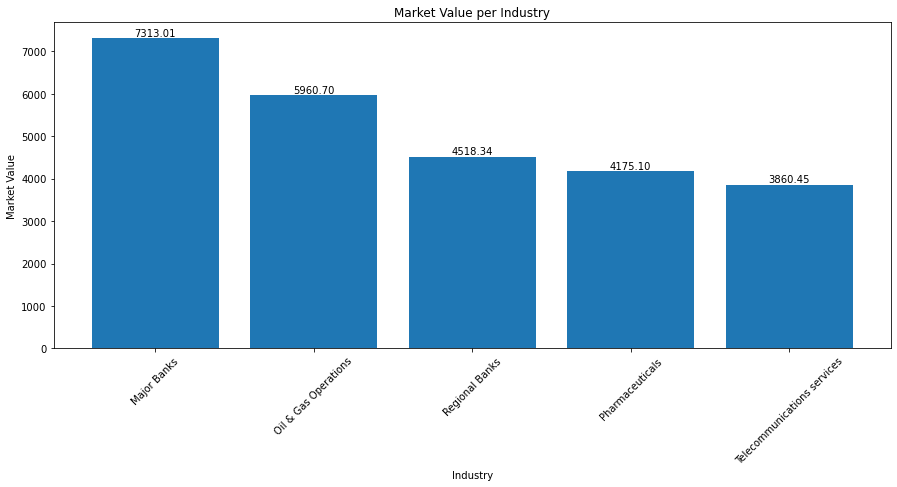 Market Value per Industry
7313.01
5960.70
4518.34
4175.10
3860.45
Market Value
7000
6000
5000
4000
3000
2000
1000
0
Major Banks
Oil & Gas Operations
Regional Banks
Pharmaceuticals
Telecommunications services
Industry